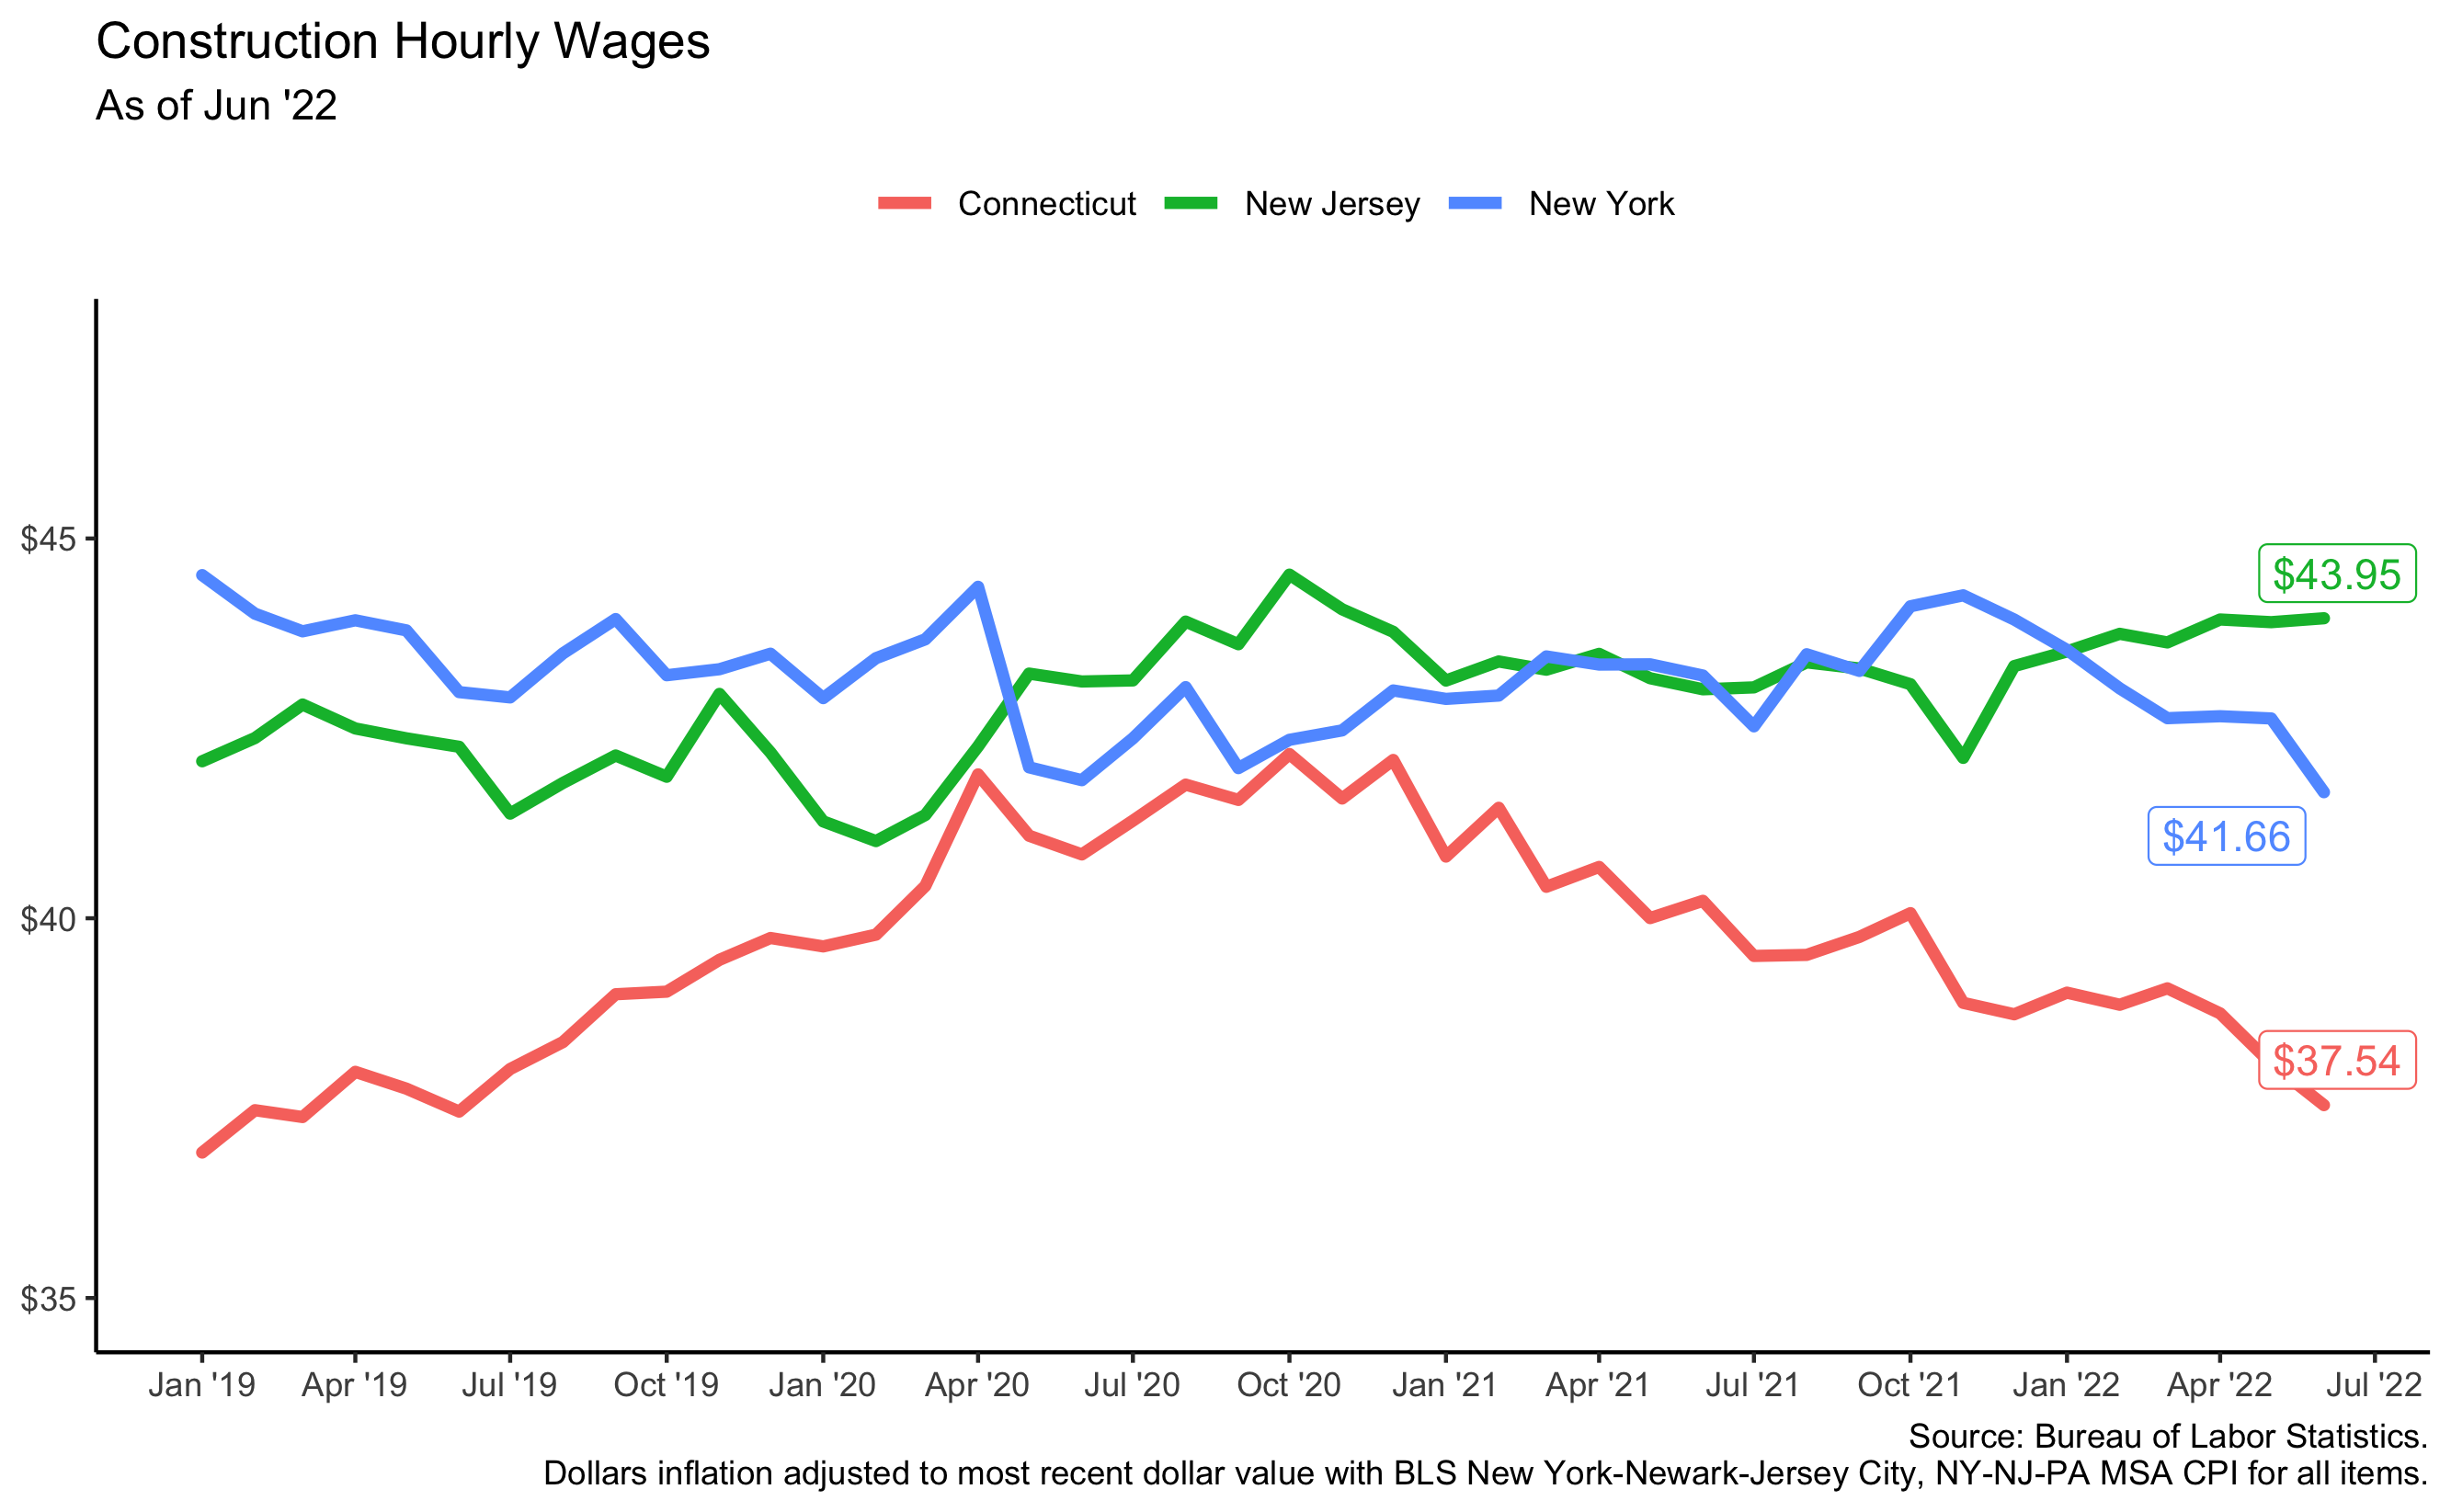 Construction Hourly Wages
As of Jun '22
Connecticut New Jersey New York
$45
$43.95
$41.66
$40
$37.54
$35
Jan '19 Apr '19 Jul '19 Oct '19 Jan '20 Apr '20 Jul '20 Oct '20 Jan '21 Apr '21 Jul '21 Oct '21 Jan '22 Apr '22 Jul '22
Source: Bureau of Labor Statistics.
Dollars inflation adjusted to most recent dollar value with BLS New York-Newark-Jersey City, NY-NJ-PA MSA CPI for all items.